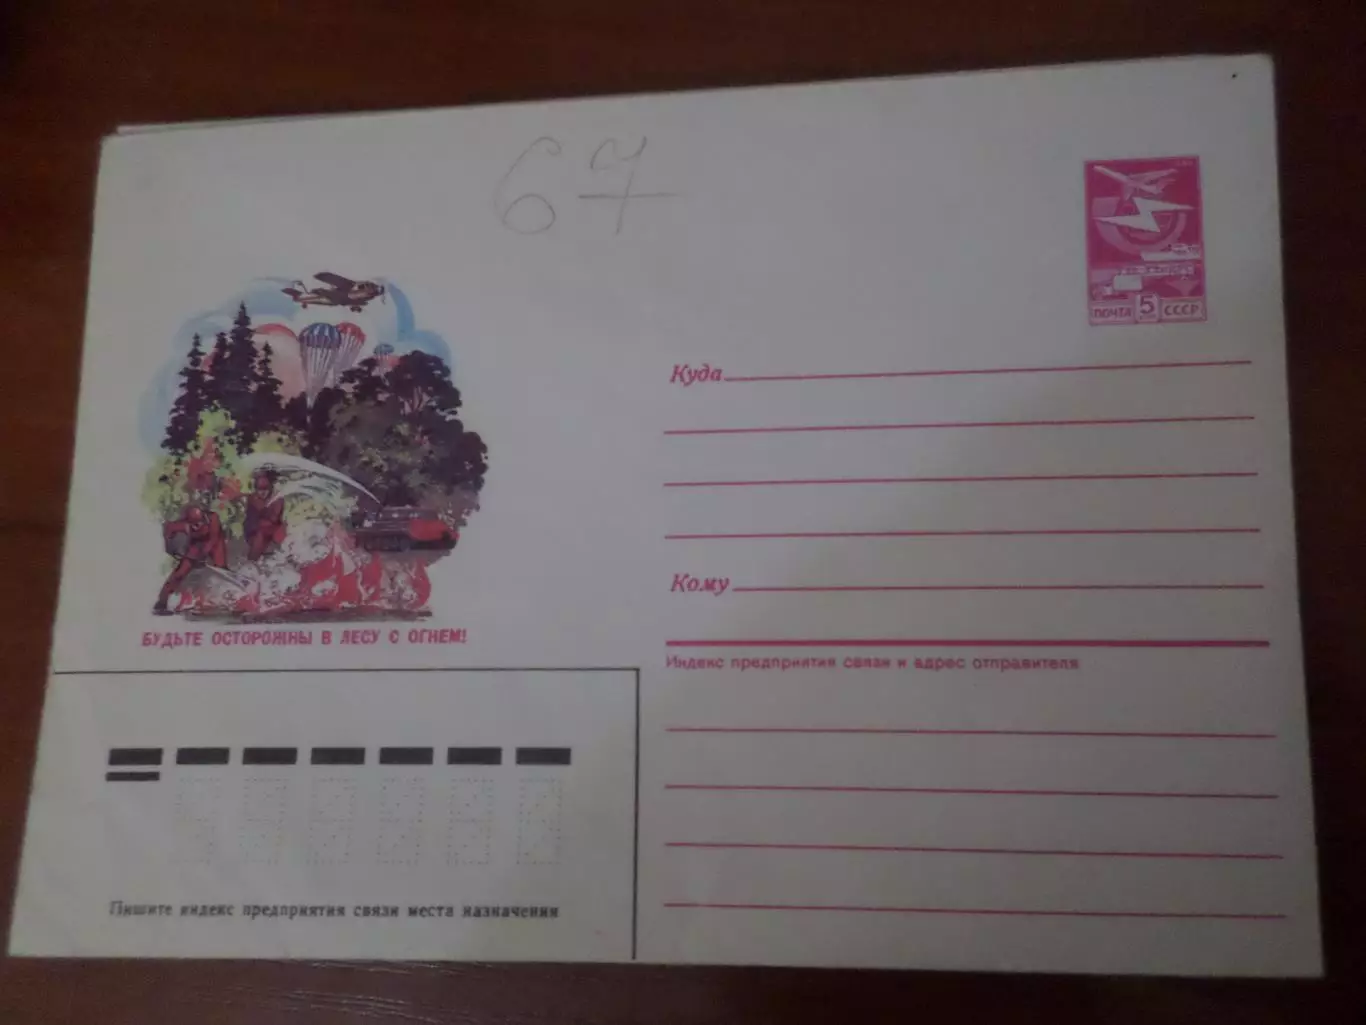 67
ПОЧТА 5 СССР
Куда
Кому
БУДЬТЕ ОСТОРОЖНЫ В ЛЕСУ С ОГНЕМ!
Индекс предприятия связи и адрес отправителя
Пишите индекс предприятия связи места назначения